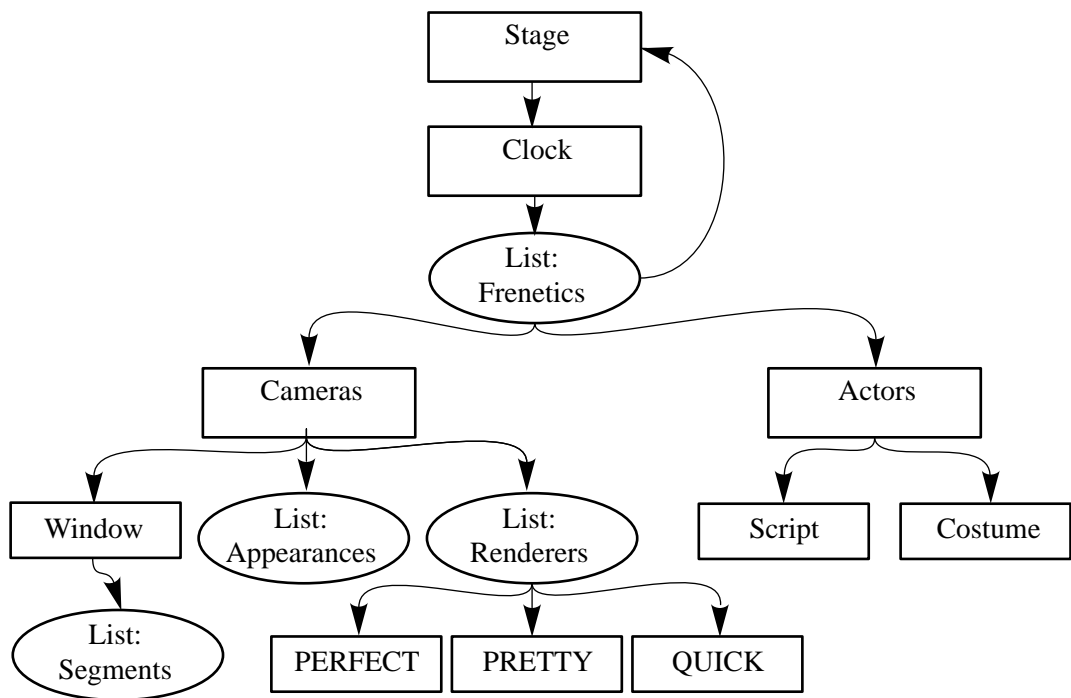 Stage
Clock
List:
Frenetics
Cameras
Actors
Window
List:
Appearances
List:
Renderers
Script
Costume
List:
Segments
PERFECT
PRETTY
QUICK